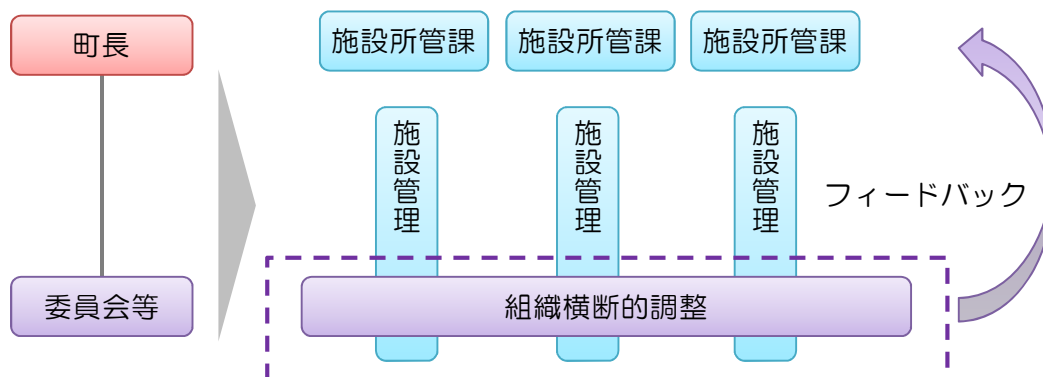 町長
施設所管課
施設所管課
施設所管課
施設管理
施設管理
施設管理
フィードバック
委員会等
組織横断的調整